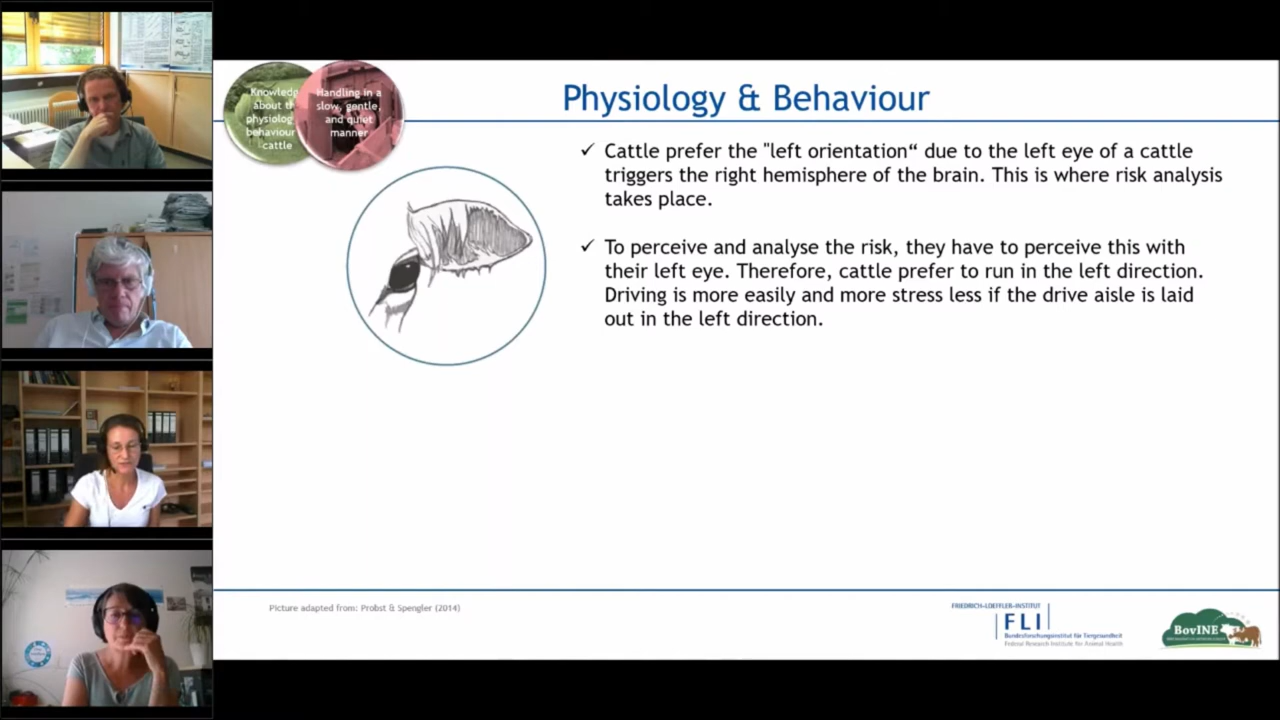 Knowledg
about th
physiolog
behaviour
cattle
Handling in a
slow, gentle,
and quiet
manner
Physiology & Behaviour
✓ Cattle prefer the "left orientation“ due to the left eye of a cattle
triggers the right hemisphere of the brain. This is where risk analysis
takes place.
✓ To perceive and analyse the risk, they have to perceive this with
their left eye. Therefore, cattle prefer to run in the left direction.
Driving is more easily and more stress less if the drive aisle is laid
out in the left direction.
Picture adapted from: Probst & Spengler (2014)
FRIEDRICH-LOEFFLER-INSTITUT
FLI
Bundesforschungsinstitut für Tiergesundheit
Federal Research Institute for Animal Health
BovINE